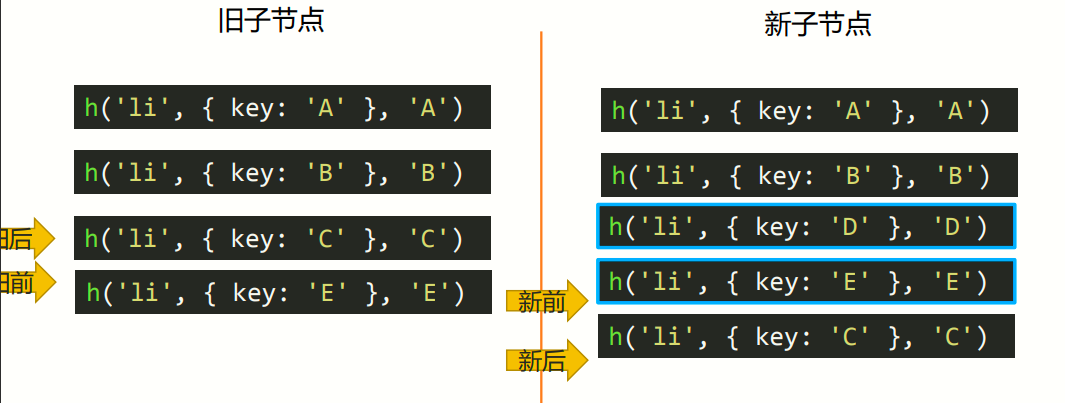 旧子节点
h('li', { key: 'A' }, 'A')
h('li', { key: 'B' }, 'B')
旧后
h('li', { key: 'C' }, 'C')
旧前
h('li', { key: 'E' }, 'E')
新子节点
h('li', { key: 'A' }, 'A')
h('li', { key: 'B' }, 'B')
h('li', { key: 'D' }, 'D')
h('li', { key: 'E' }, 'E')
新前
h('li', { key: 'C' }, 'C')
新后